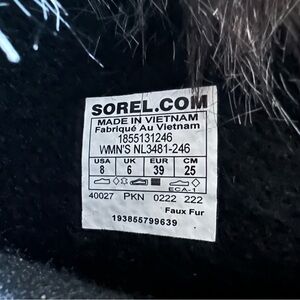 SOREL.COM
MADE IN VIETNAM
Fabriqué Au Vietnam
1855131246
WMN'S NL3481-246
USA UK EUR CM
8 6 39 25
ECA-1
40027 PKN 0222 222
Faux Fur
193855799639